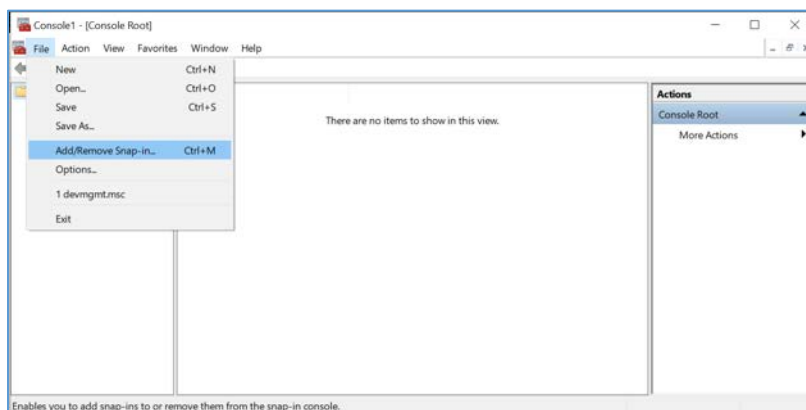 Console1 - [Console Root]
File Action View Favorites Window Help
New Ctrl+N
Open... Ctrl+O
Save Ctrl+S
Save As...
Add/Remove Snap-in... Ctrl+M
Options...
1 devmgmt.msc
Exit
There are no items to show in this view.
Actions
Console Root
More Actions
Enables you to add snap-ins to or remove them from the snap-in console.